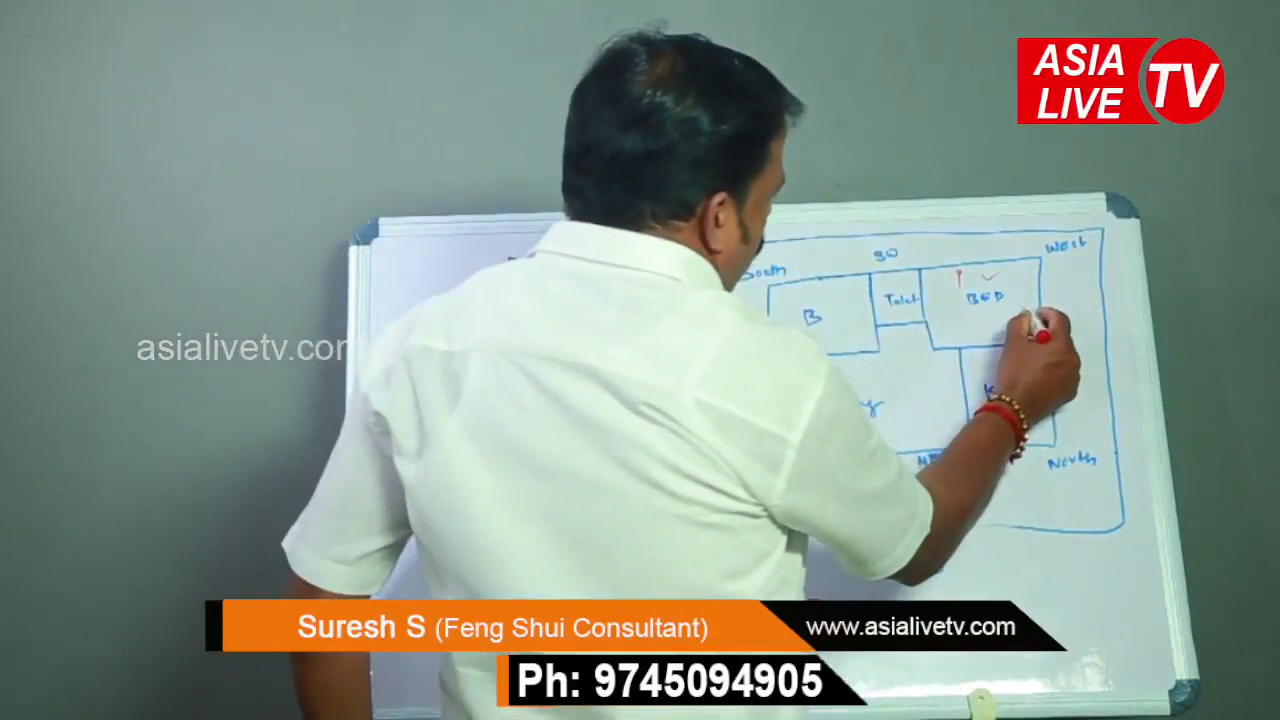 ASIA
LIVE
TV
South
SW
West
B
Toilet
BED
North
asialivetv.com
Suresh S (Feng Shui Consultant)
www.asialivetv.com
Ph: 9745094905